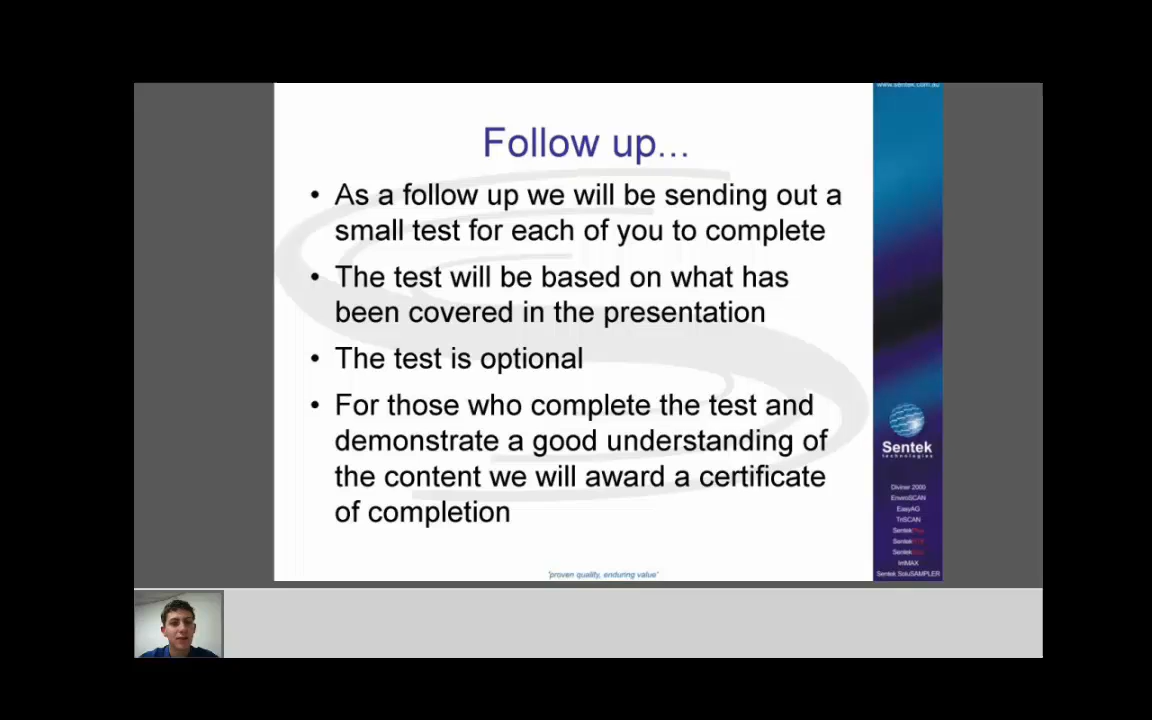 www.sentek.com.au
Follow up...
• As a follow up we will be sending out a
small test for each of you to complete
• The test will be based on what has
been covered in the presentation
• The test is optional
• For those who complete the test and
demonstrate a good understanding of
the content we will award a certificate
of completion
Sentek
technologies
Diviner 2000
EnviroSCAN
EasyAG
TriSCAN
Sentek
Sentek
Sentek
IrriMAX
Sentek SoluSAMPLER
"proven quality, enduring value"